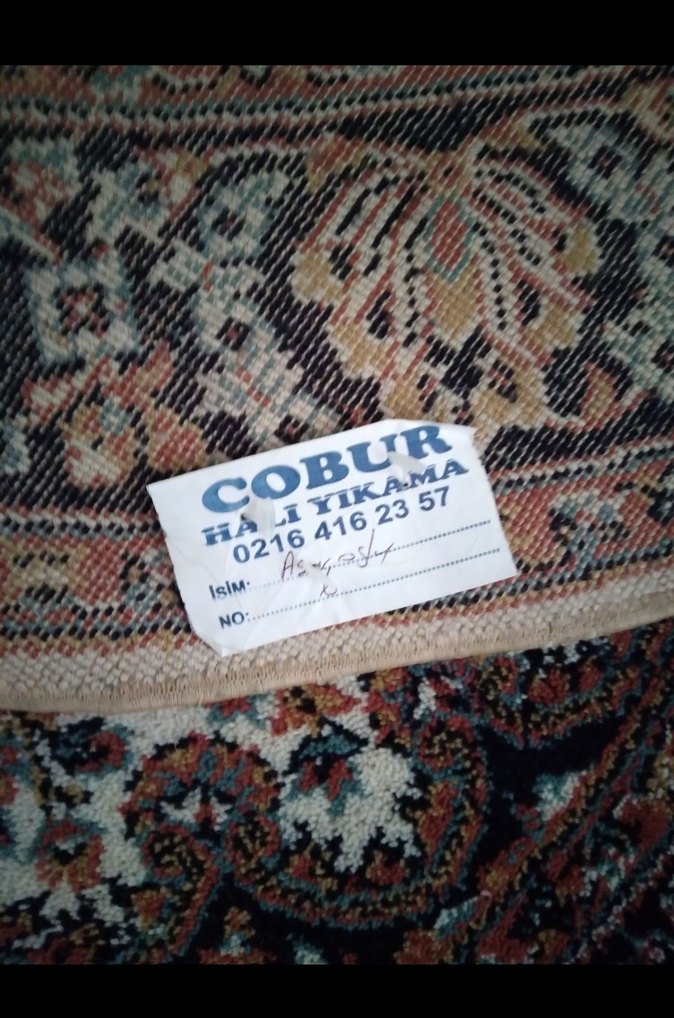 COBUR
HALI YIKAMA
0216 416 23 57
İSİM:
NO: